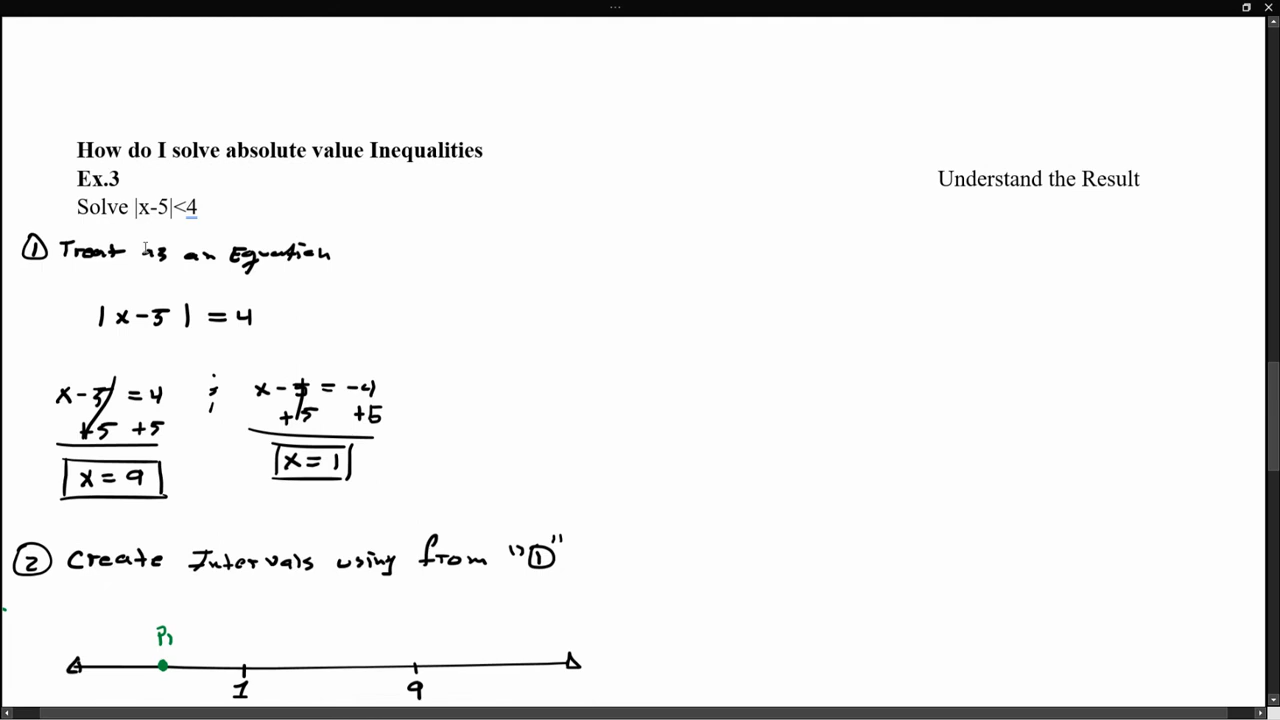 How do I solve absolute value Inequalities
Ex.3
Understand the Result
Solve |x-5|<4
① Treat as an Equation
|x-5| = 4
x-5 = 4 ; x-5 = -4
+5 +5 +5 +5
x = 9 x = 1
② Create Intervals using from "①"
P1
1 9